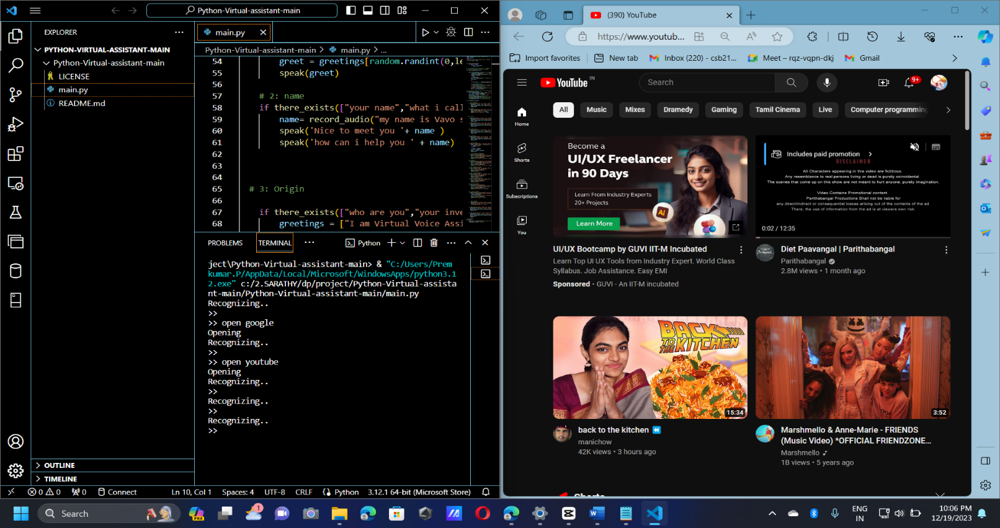 Python-Virtual-assistant-main
EXPLORER
PYTHON-VIRTUAL-ASSISTANT-MAIN
Python-Virtual-assistant-main
LICENSE
main.py
README.md
OUTLINE
TIMELINE
main.py
Python-Virtual-assistant-main > main.py > ...
54 greet = greetings[random.randint(0,le
55 speak(greet)
56
57 # 2: name
58 if there_exists(["your name","what i call
59 name= record_audio("my name is Vavo s
60 speak('Nice to meet you '+ name )
61 speak('how can i help you ' + name)
62
63
64
65 # 3: Origin
66
67 if there_exists(["who are you","your inve
68 greetings = ["I am Virtual Voice Assi
PROBLEMS TERMINAL Python
ject\Python-Virtual-assistant-main> & "C:/Users/Prem
kumar.P/AppData/Local/Microsoft/WindowsApps/python3.1
2.exe" c:/2.SARATHY/dp/project/Python-Virtual-assista
nt-main/Python-Virtual-assistant-main/main.py
Recognizing..
>>
>> open google
Opening
Recognizing..
>>
>> open youtube
Opening
Recognizing..
>>
Recognizing..
>>
Recognizing..
>>
0 0 0 Connect Ln 10, Col 1 Spaces: 4 UTF-8 CRLF Python 3.12.1 64-bit (Microsoft Store)
(390) YouTube
https://www.youtub...
Import favorites New tab Inbox (220) - csb21... Meet – rqz-vqpn-dkj Gmail
YouTube IN
Search
9+
Home
Shorts
Subscriptions
You
All Music Mixes Dramedy Gaming Tamil Cinema Live Computer programming
Become a
UI/UX Freelancer
in 90 Days
Learn From Industry Experts
20+ Projects
Learn More
Ai
UI/UX Bootcamp by GUVI IIT-M Incubated
Learn Top UI UX Tools from Industry Expert. World Class
Syllabus. Job Assistance. Easy EMI
Sponsored • GUVI - An IIT-M incubated
Includes paid promotion
DISCLAIMER
All Characters appearing in this video are fictitious.
Any resemblance to real persons living or dead is purely coincidental.
The scenes that come up on this show are not meant to hurt anyone, purely imagination.
Video Contains Promotional content.
Parithabangal Productions Shall not be liable for
any direct/indirect or consequential losses arising out of the contents of the ad.
There, the use of information from the ad is at viewers own risk.
0:02 / 12:35
Diet Paavangal | Parithabangal
Parithabangal
2.8M views • 1 month ago
BACK
TO THE KITCHEN
15:34
back to the kitchen
manichow
42K views • 3 hours ago
3:52
Marshmello & Anne-Marie - FRIENDS
(Music Video) *OFFICIAL FRIENDZONE...
Marshmello
1B views • 5 years ago
Search
PRE
1
ENG
IN
10:06 PM
12/19/2023